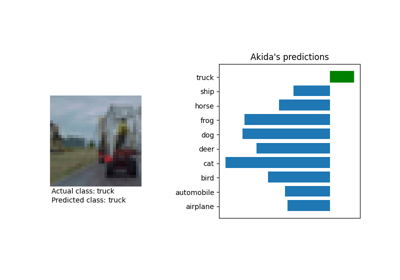 Akida's predictions
truck
ship
horse
frog
dog
deer
cat
bird
automobile
airplane
Actual class: truck
Predicted class: truck